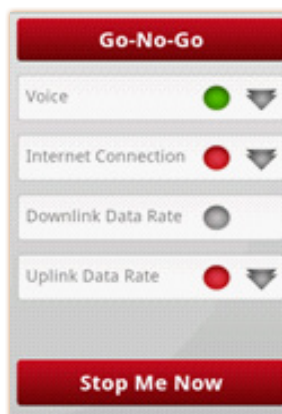 Go-No-Go
Voice
Internet Connection
Downlink Data Rate
Uplink Data Rate
Stop Me Now